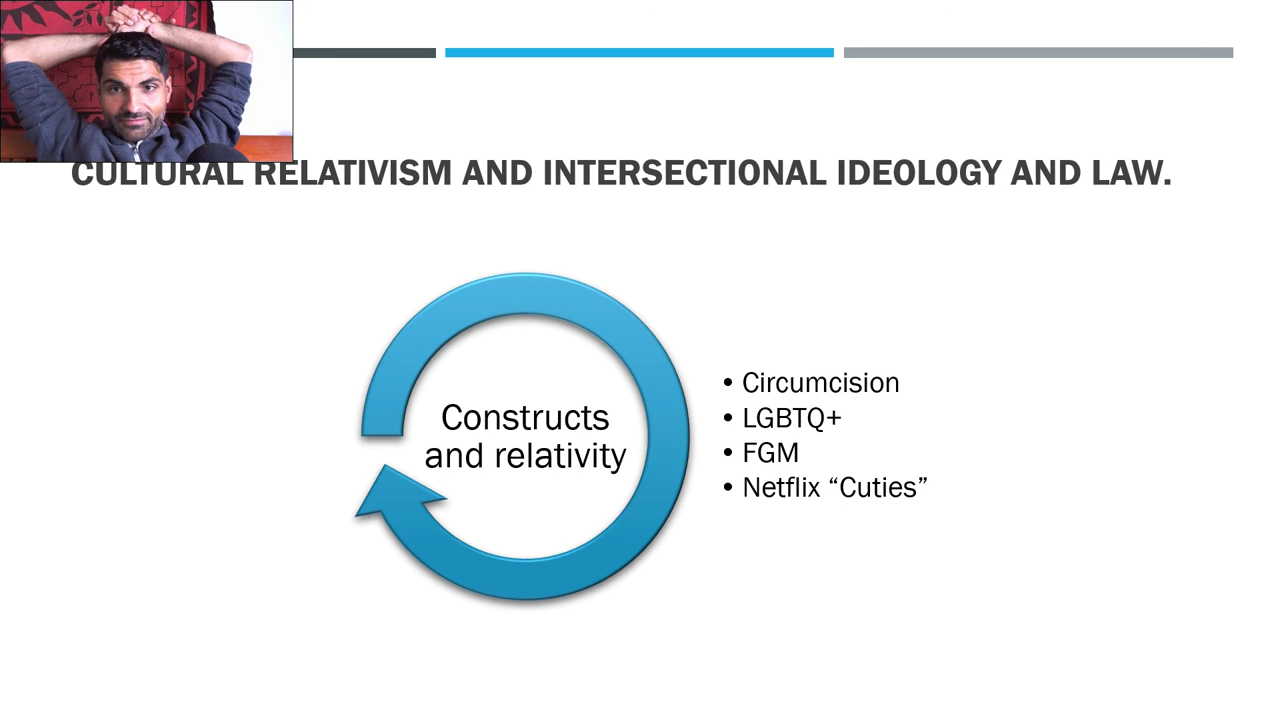 CULTURAL RELATIVISM AND INTERSECTIONAL IDEOLOGY AND LAW.
Constructs
and relativity
• Circumcision
• LGBTQ+
• FGM
• Netflix “Cuties”